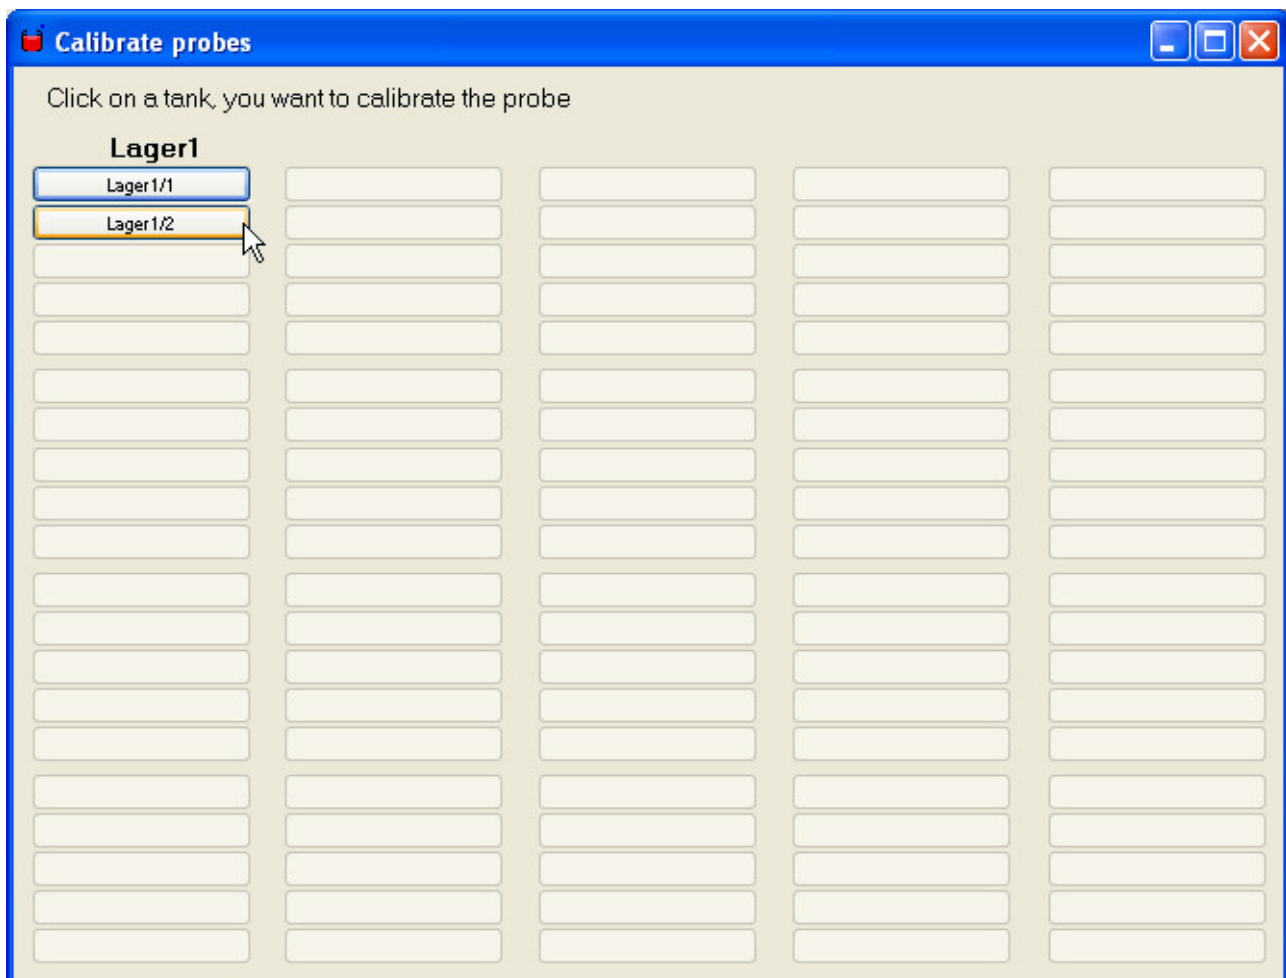 Calibrate probes
Click on a tank, you want to calibrate the probe
Lager1
Lager1/1
Lager1/2